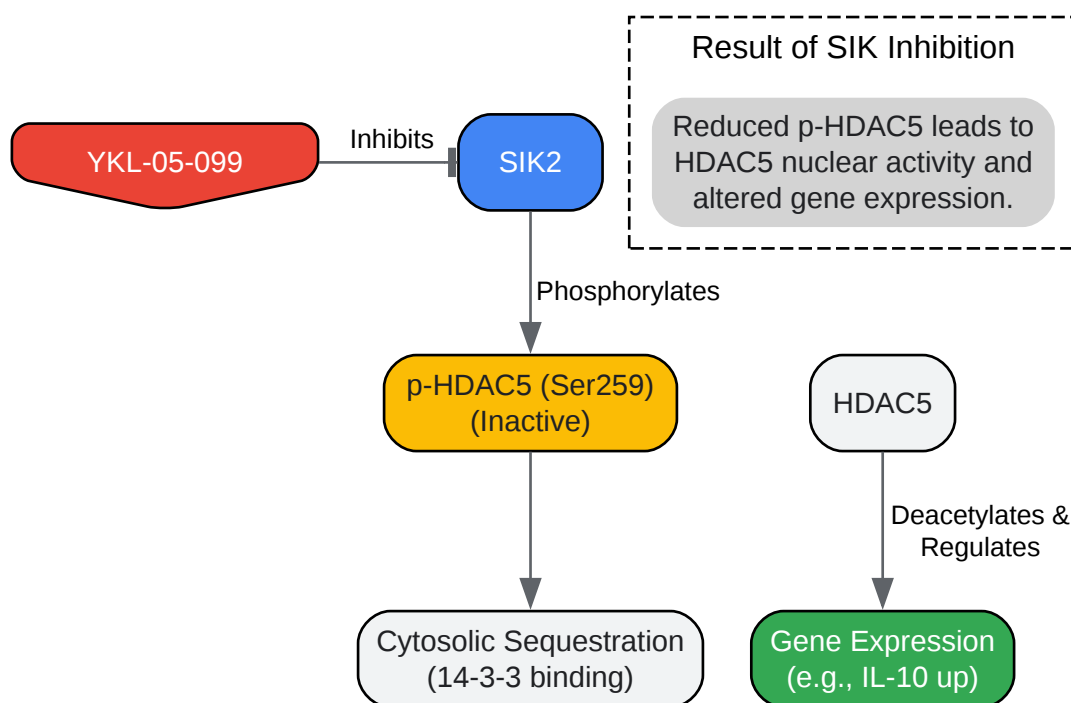 Result of SIK Inhibition
Reduced p-HDAC5 leads to
HDAC5 nuclear activity and
altered gene expression.
YKL-05-099
Inhibits
SIK2
Phosphorylates
p-HDAC5 (Ser259)
(Inactive)
HDAC5
Deacetylates &
Regulates
Cytosolic Sequestration
(14-3-3 binding)
Gene Expression
(e.g., IL-10 up)